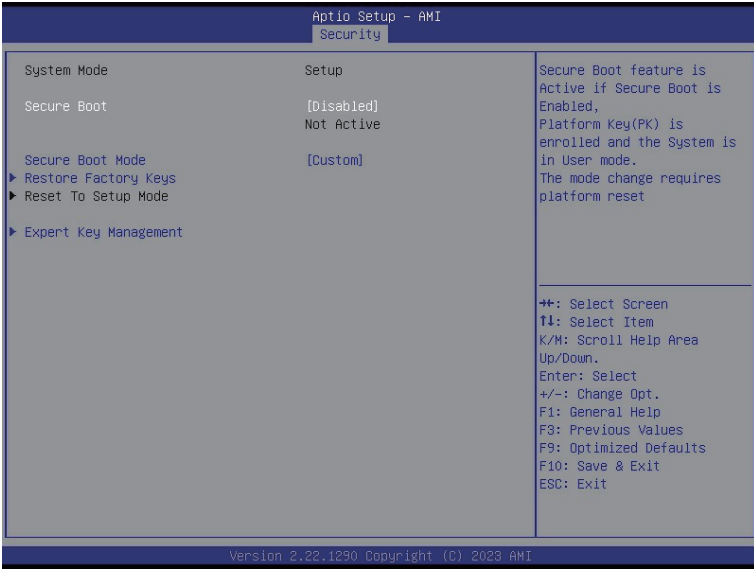 Aptio Setup – AMI
Security
System Mode Setup
Secure Boot [Disabled]
Not Active
Secure Boot Mode [Custom]
▶ Restore Factory Keys
▶ Reset To Setup Mode
▶ Expert Key Management
Secure Boot feature is
Active if Secure Boot is
Enabled,
Platform Key(PK) is
enrolled and the System is
in User mode.
The mode change requires
platform reset
→←: Select Screen
↑↓: Select Item
K/M: Scroll Help Area
Up/Down.
Enter: Select
+/-: Change Opt.
F1: General Help
F3: Previous Values
F9: Optimized Defaults
F10: Save & Exit
ESC: Exit
Version 2.22.1290 Copyright (C) 2023 AMI